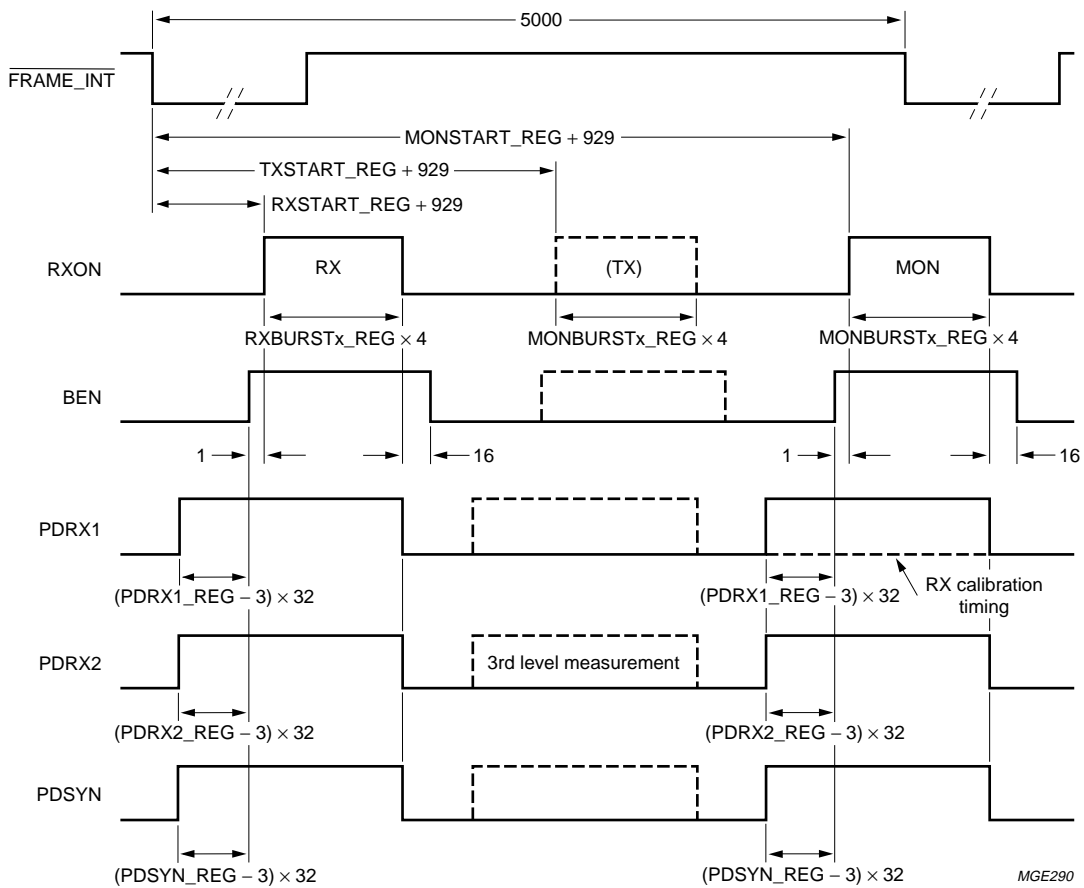 5000
FRAME_INT
MONSTART_REG + 929
TXSTART_REG + 929
RXSTART_REG + 929
RXON
RX
(TX)
MON
RXBURSTx_REG × 4
MONBURSTx_REG × 4
MONBURSTx_REG × 4
BEN
1
16
1
16
PDRX1
(PDRX1_REG − 3) × 32
(PDRX1_REG − 3) × 32
RX calibration
timing
PDRX2
3rd level measurement
(PDRX2_REG − 3) × 32
(PDRX2_REG − 3) × 32
PDSYN
(PDSYN_REG − 3) × 32
(PDSYN_REG − 3) × 32
MGE290